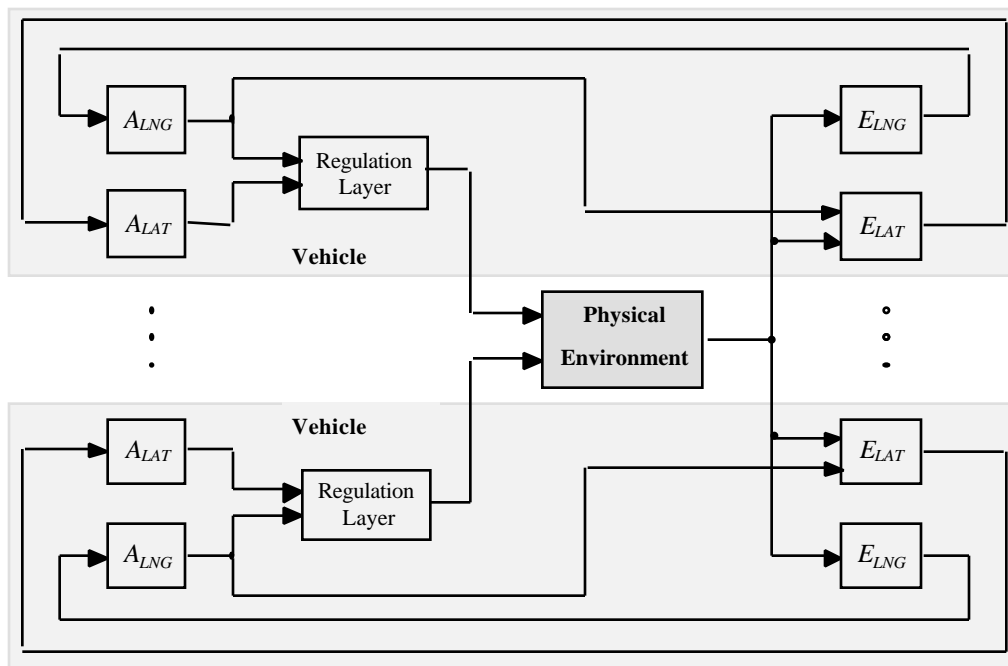 A_LNG
E_LNG
Regulation
Layer
A_LAT
E_LAT
Vehicle
Physical
Environment
Vehicle
A_LAT
E_LAT
Regulation
Layer
A_LNG
E_LNG